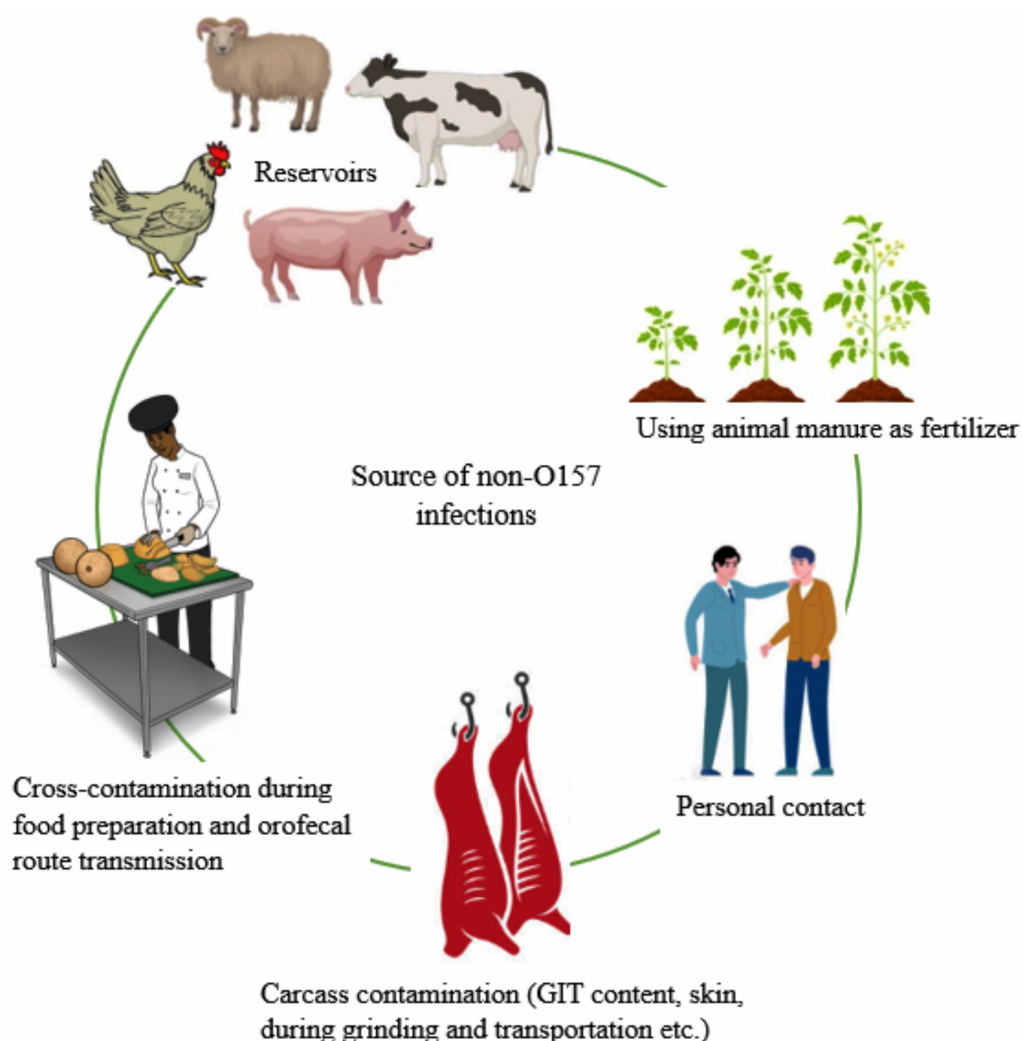 Reservoirs
Using animal manure as fertilizer
Source of non-O157
infections
Personal contact
Cross-contamination during
food preparation and orofecal
route transmission
Carcass contamination (GIT content, skin,
during grinding and transportation etc.)